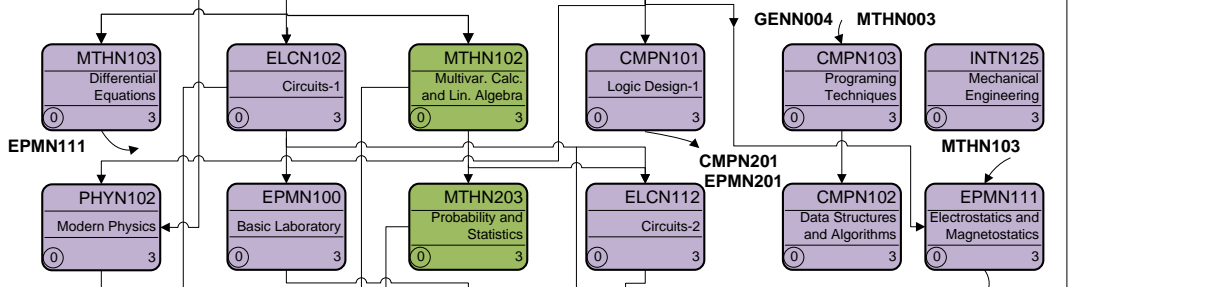 GENN004 MTHN003
MTHN103
Differential
Equations
0 3
ELCN102
Circuits-1
0 3
MTHN102
Multivar. Calc.
and Lin. Algebra
0 3
CMPN101
Logic Design-1
0 3
CMPN103
Programing
Techniques
0 3
INTN125
Mechanical
Engineering
0 3
EPMN111
CMPN201
EPMN201
MTHN103
PHYN102
Modern Physics
0 3
EPMN100
Basic Laboratory
0 3
MTHN203
Probability and
Statistics
0 3
ELCN112
Circuits-2
0 3
CMPN102
Data Structures
and Algorithms
0 3
EPMN111
Electrostatics and
Magnetostatics
0 3